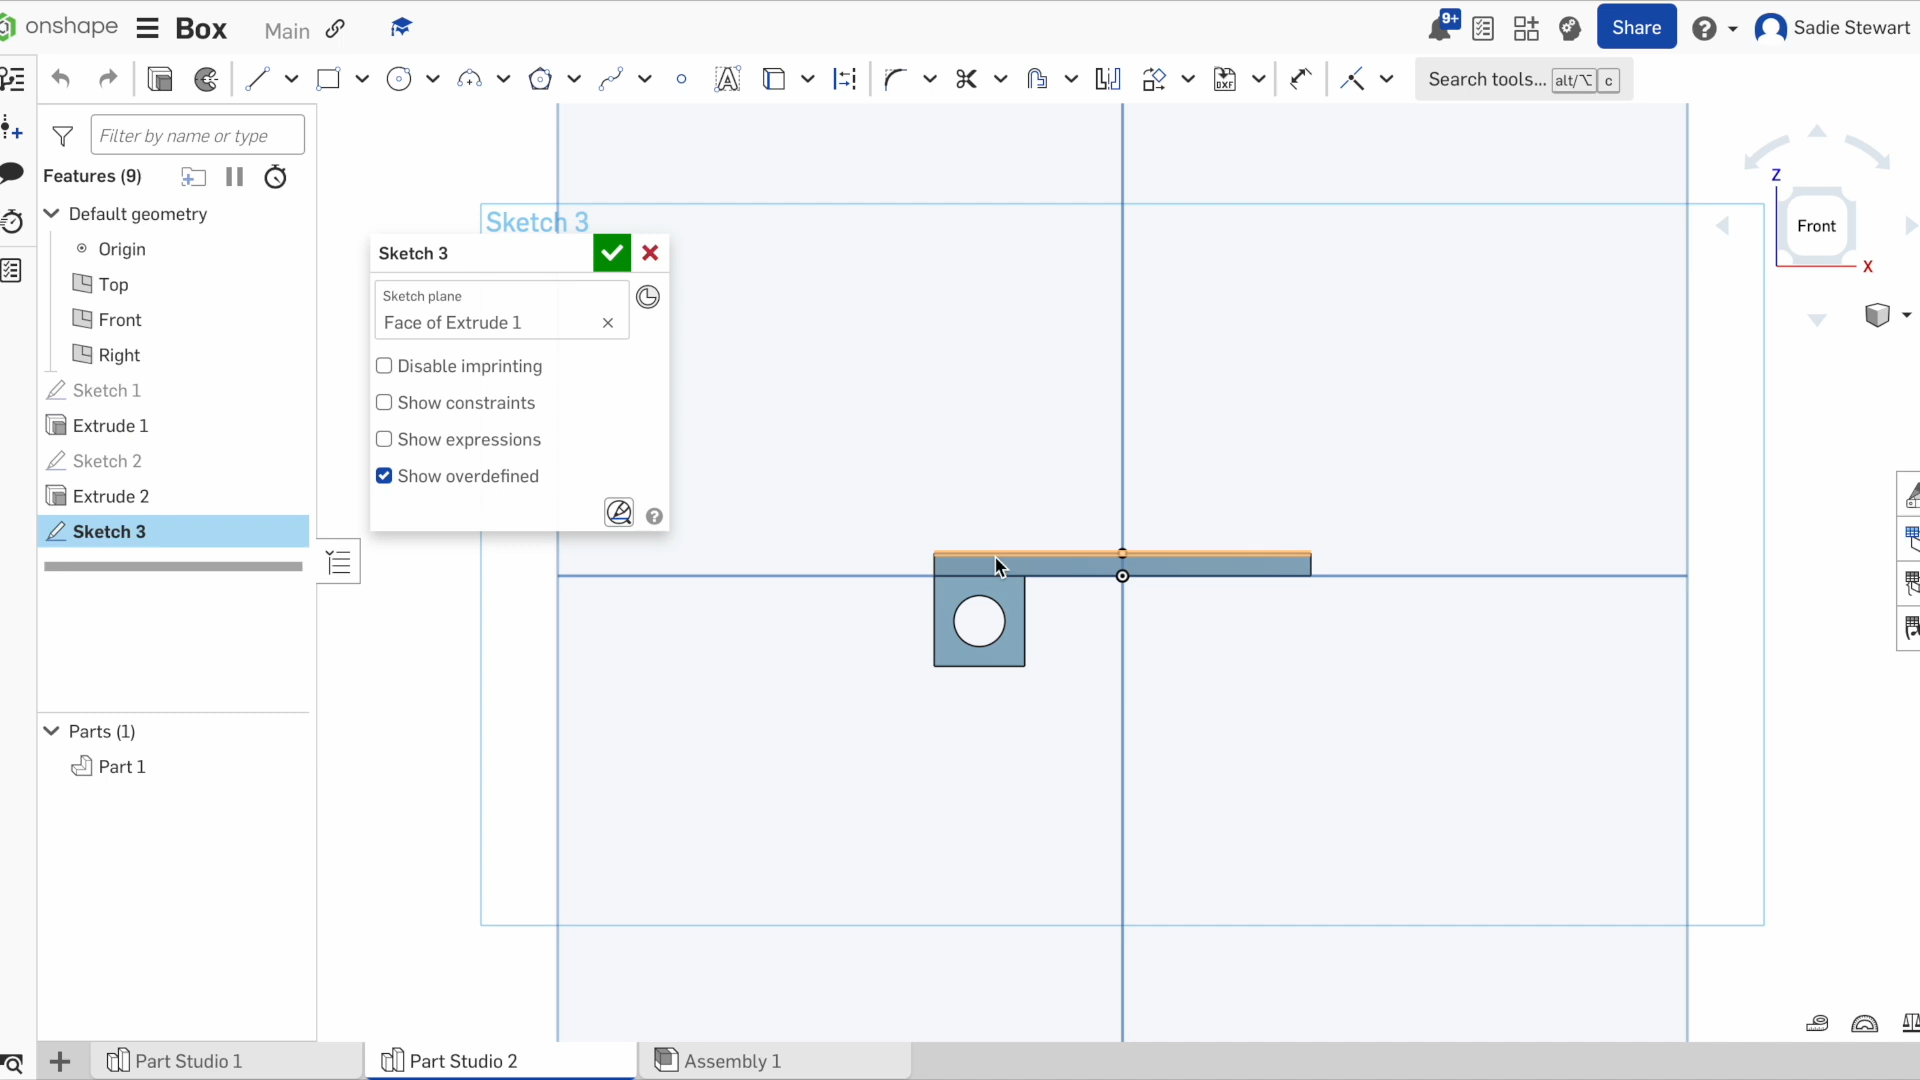 onshape Box Main 9+ Share Sadie Stewart
Search tools... alt/⌥ c
Filter by name or type
Features (9)
Default geometry
Origin
Top
Front
Right
Sketch 1
Extrude 1
Sketch 2
Extrude 2
Sketch 3
Parts (1)
Part 1
Sketch 3
Sketch 3
Sketch plane
Face of Extrude 1
Disable imprinting
Show constraints
Show expressions
Show overdefined
Z
Front
X
Part Studio 1
Part Studio 2
Assembly 1